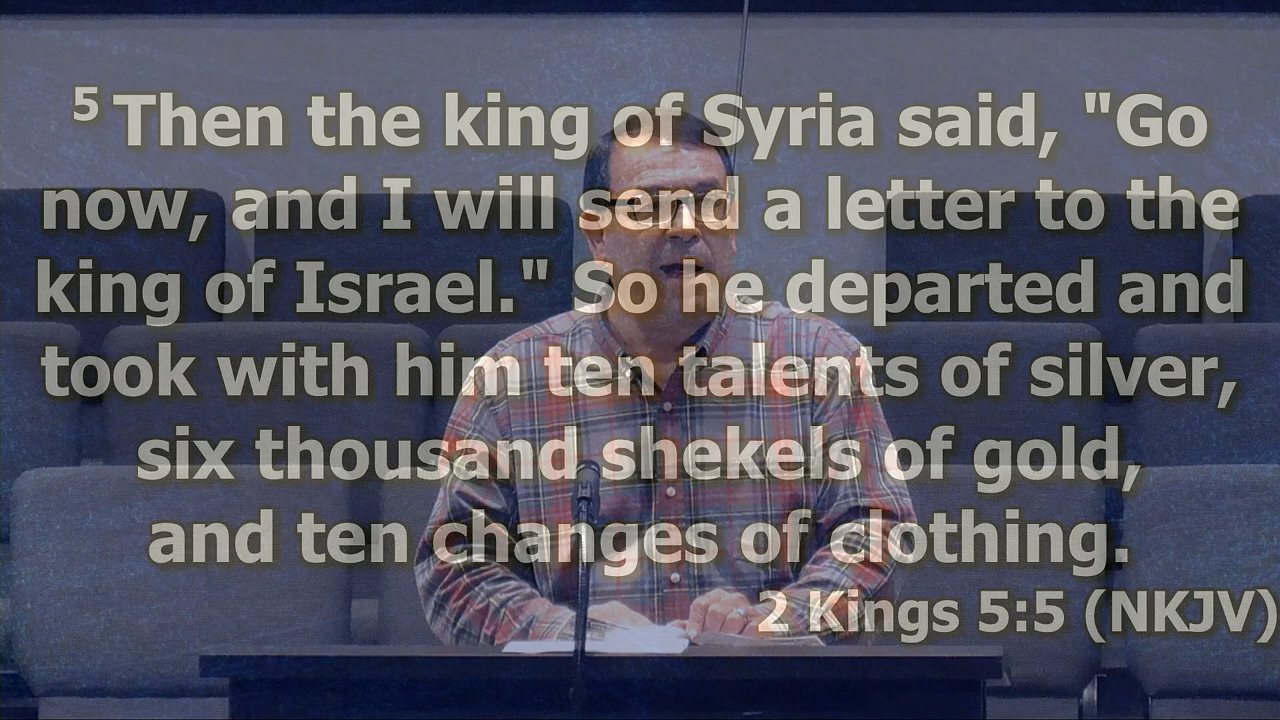 5 Then the king of Syria said, "Go
now, and I will send a letter to the
king of Israel." So he departed and
took with him ten talents of silver,
six thousand shekels of gold,
and ten changes of clothing.
2 Kings 5:5 (NKJV)